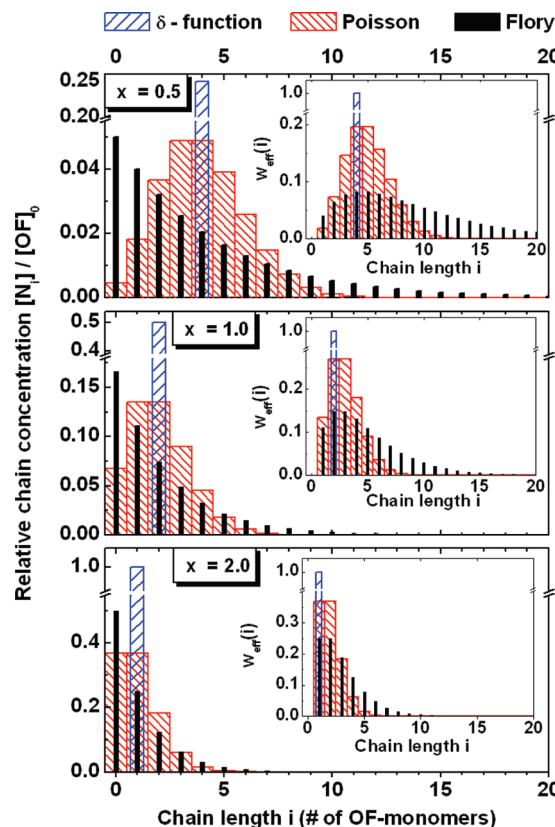 δ - function Poisson Flory
0 5 10 15 20
Relative chain concentration [Nᵢ] / [OF]₀
0.25
0.20
0.04
0.02
0.00
x = 0.5
W_eff(i)
1.0
0.2
0.1
0.0
0 5 10 15 20
Chain length i
0.5
0.4
0.15
0.10
0.05
0.00
x = 1.0
W_eff(i)
1.0
0.2
0.1
0.0
0 5 10 15 20
Chain length i
1.0
0.8
0.4
0.2
0.0
x = 2.0
W_eff(i)
1.0
0.3
0.2
0.1
0.0
0 5 10 15 20
Chain length i
0 5 10 15 20
Chain length i (# of OF-monomers)